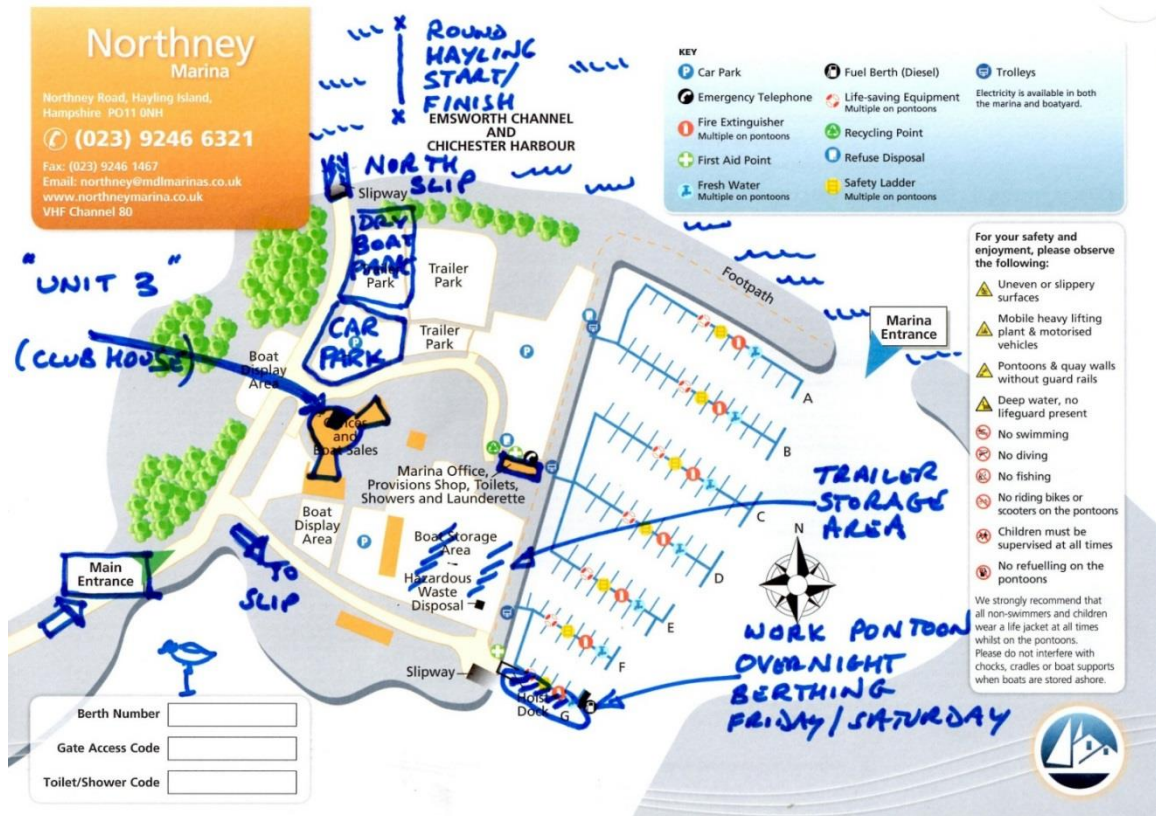 Northney
Marina
Northney Road, Hayling Island,
Hampshire PO11 0NH
(023) 9246 6321
Fax: (023) 9246 1467
Email: northney@mdlmarinas.co.uk
www.northneymarina.co.uk
VHF Channel 80
ROUND
HAYLING
START/
FINISH
EMSWORTH CHANNEL
AND
CHICHESTER HARBOUR
KEY
P Car Park
Emergency Telephone
Fire Extinguisher
Multiple on pontoons
First Aid Point
Fresh Water
Multiple on pontoons
Fuel Berth (Diesel)
Life-saving Equipment
Multiple on pontoons
Recycling Point
Refuse Disposal
Safety Ladder
Multiple on pontoons
Trolleys
Electricity is available in both
the marina and boatyard.
NORTH
SLIP
Slipway
DRY
BOAT
PARK
Trailer
Park
Trailer
Park
"UNIT 3"
(CLUB HOUSE)
CAR
PARK
P
Trailer
Park
P
Boat
Display
Area
and
Boat Sales
Footpath
Marina
Entrance
A
B
C
D
E
F
G
Marina Office,
Provisions Shop, Toilets,
Showers and Launderette
Boat
Display
Area
P
Boat Storage
Area
Hazardous
Waste
Disposal
TRAILER
STORAGE
AREA
N
Main
Entrance
TO
SLIP
Slipway
Hoist
Dock
WORK PONTOON
OVERNIGHT
BERTHING
FRIDAY/SATURDAY
For your safety and
enjoyment, please observe
the following:
Uneven or slippery
surfaces
Mobile heavy lifting
plant & motorised
vehicles
Pontoons & quay walls
without guard rails
Deep water, no
lifeguard present
No swimming
No diving
No fishing
No riding bikes or
scooters on the pontoons
Children must be
supervised at all times
No refuelling on the
pontoons
We strongly recommend that
all non-swimmers and children
wear a life jacket at all times
whilst on the pontoons.
Please do not interfere with
chocks, cradles or boat supports
when boats are stored ashore.
Berth Number
Gate Access Code
Toilet/Shower Code